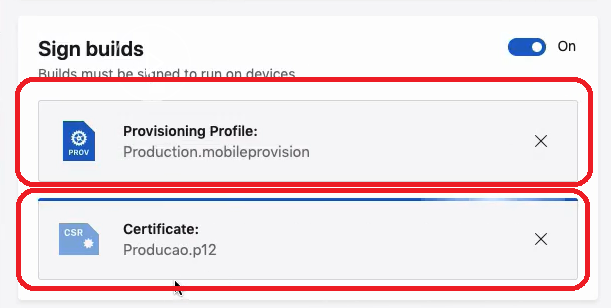 Sign builds
On
Builds must be signed to run on devices
PROV
Provisioning Profile:
Production.mobileprovision
CSR
Certificate:
Producao.p12